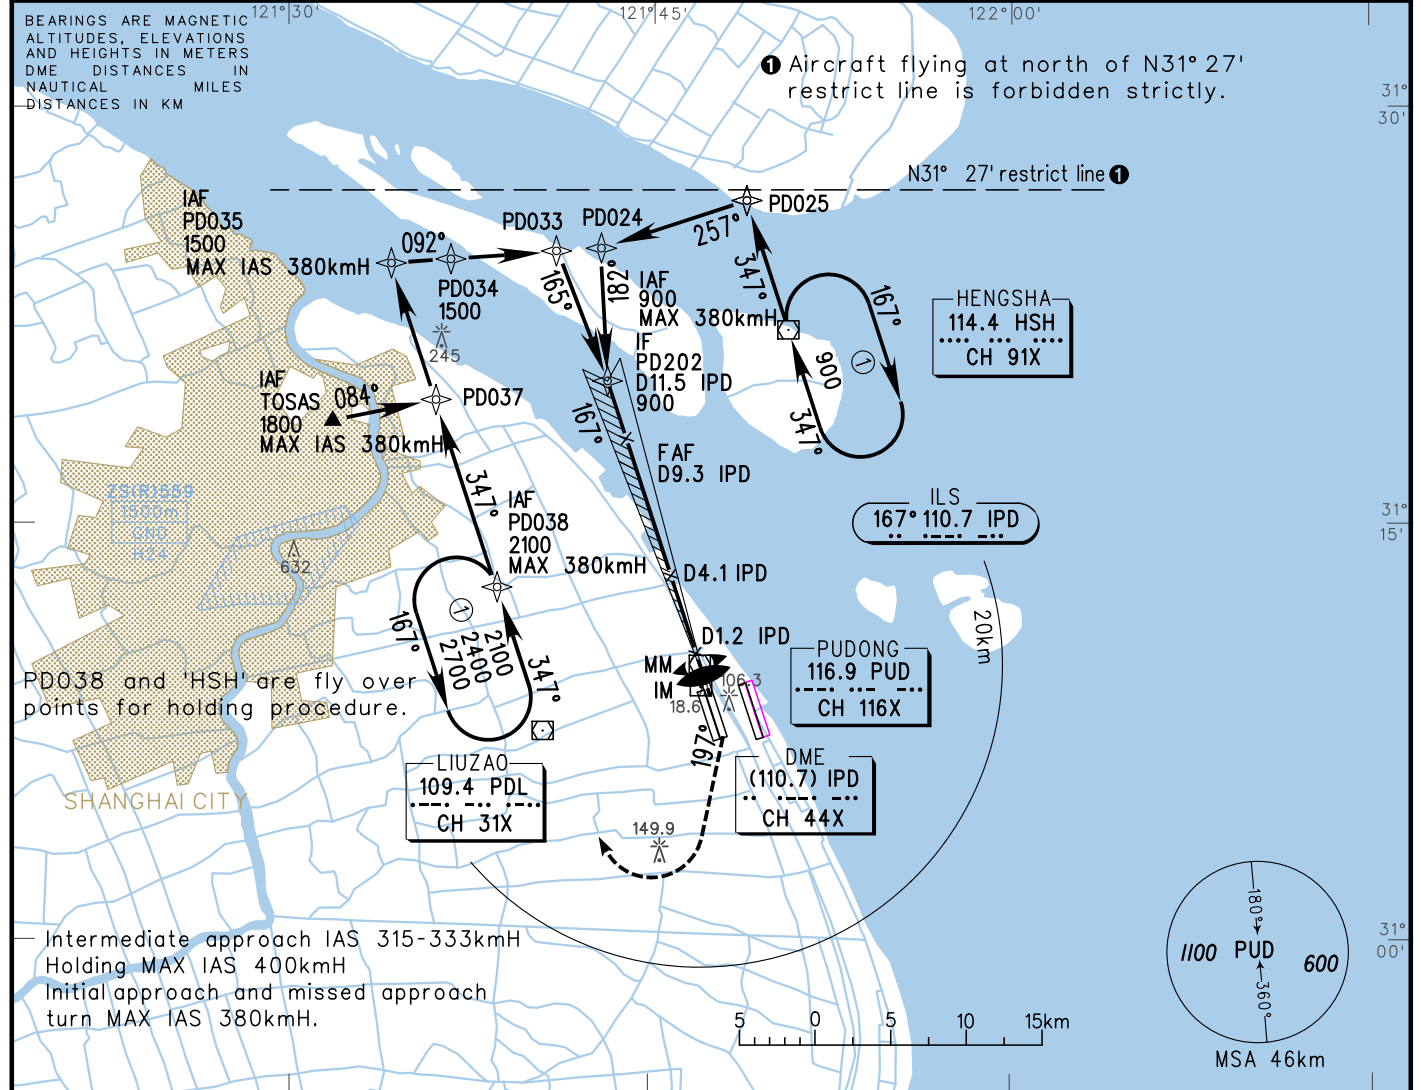 BEARINGS ARE MAGNETIC
ALTITUDES, ELEVATIONS
AND HEIGHTS IN METERS
DME DISTANCES IN
NAUTICAL MILES
DISTANCES IN KM
121°30'
121°45'
122°00'
❶ Aircraft flying at north of N31°27'
restrict line is forbidden strictly.
31°
30'
N31° 27' restrict line ❶
IAF
PD035
1500
MAX IAS 380kmH
092°
PD034
1500
PD033
PD024
PD025
257°
165°
182°
347°
167°
IAF
900
MAX 380kmH
IF
PD202
D11.5 IPD
900
HENGSHA
114.4 HSH
CH 91X
1
900
347°
245
IAF
TOSAS
1800
MAX IAS 380kmH
084°
PD037
167°
FAF
D9.3 IPD
347°
IAF
PD038
2100
MAX 380kmH
ZS(R)559
1500m
GND
H24
632
ILS
167° 110.7 IPD
31°
15'
D4.1 IPD
20km
1
167°
2100
2400
2700
347°
D1.2 IPD
MM
IM
106.3
18.6
PUDONG
116.9 PUD
CH 116X
PD038 and 'HSH' are fly over
points for holding procedure.
197°
LIUZAO
109.4 PDL
CH 31X
DME
(110.7) IPD
CH 44X
SHANGHAI CITY
149.9
Intermediate approach IAS 315-333kmH
Holding MAX IAS 400kmH
Initial approach and missed approach
turn MAX IAS 380kmH.
31°
00'
180°
1100 PUD 600
360°
MSA 46km
5 0 5 10 15km